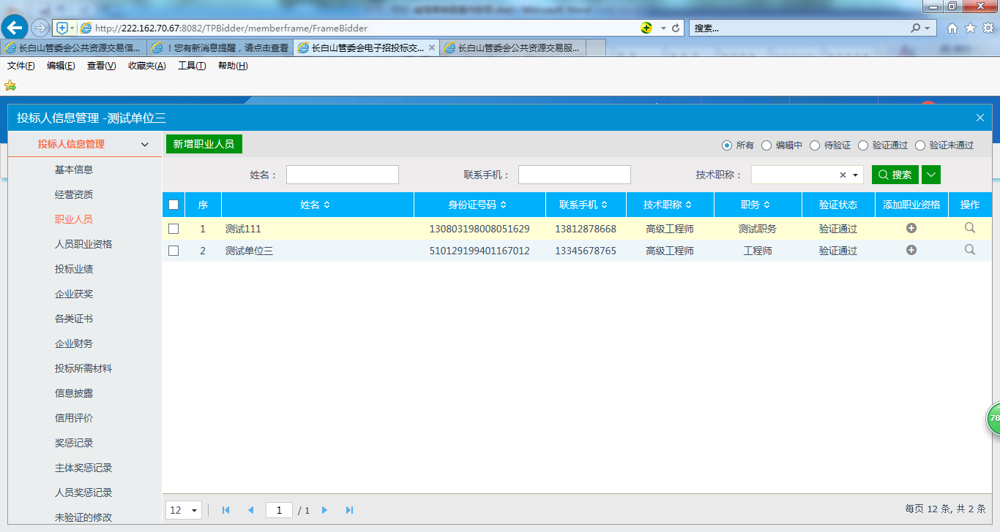 http://222.162.70.67:8082/TPBidder/memberframe/FrameBidder
搜索...
长白山管委会公共资源交易信...
！您有新消息提醒，请点击查看
长白山管委会电子招投标交...
长白山管委会公共资源交易服...
文件(F) 编辑(E) 查看(V) 收藏夹(A) 工具(T) 帮助(H)
投标人信息管理 -测试单位三
投标人信息管理
基本信息
经营资质
职业人员
人员职业资格
投标业绩
企业获奖
各类证书
企业财务
投标所需材料
信息披露
信用评价
奖惩记录
主体奖惩记录
人员奖惩记录
未验证的修改
新增职业人员
所有 编辑中 待验证 验证通过 验证未通过
姓名： 联系手机： 技术职称： 搜索
序 姓名 身份证号码 联系手机 技术职称 职务 验证状态 添加职业资格 操作
1 测试111 130803198008051629 13812878668 高级工程师 测试职务 验证通过
2 测试单位三 510129199401167012 13345678765 高级工程师 工程师 验证通过
12 1 / 1 每页 12 条, 共 2 条
78